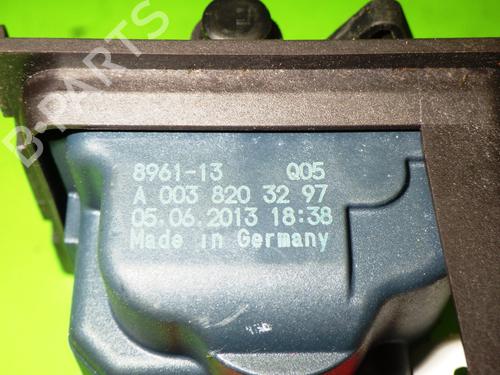 B-PARTS
8961-13 Q05
A 003 820 32 97
05.06.2013 18:38
Made in Germany